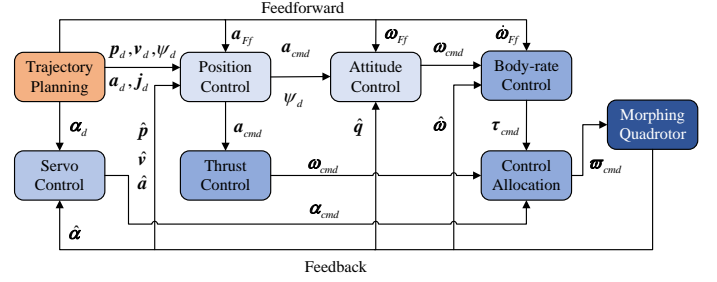 Feedforward
p_d, v_d, ψ_d
a_Ff
a_cmd
ω_Ff
ω_cmd
ω̇_Ff
Trajectory
Planning
Position
Control
Attitude
Control
Body-rate
Control
a_d, j_d
ψ_d
α_d
p̂
v̂
â
a_cmd
q̂
ω̂
τ_cmd
Morphing
Quadrotor
Servo
Control
Thrust
Control
ω_cmd
Control
Allocation
ϖ_cmd
α_cmd
α̂
Feedback